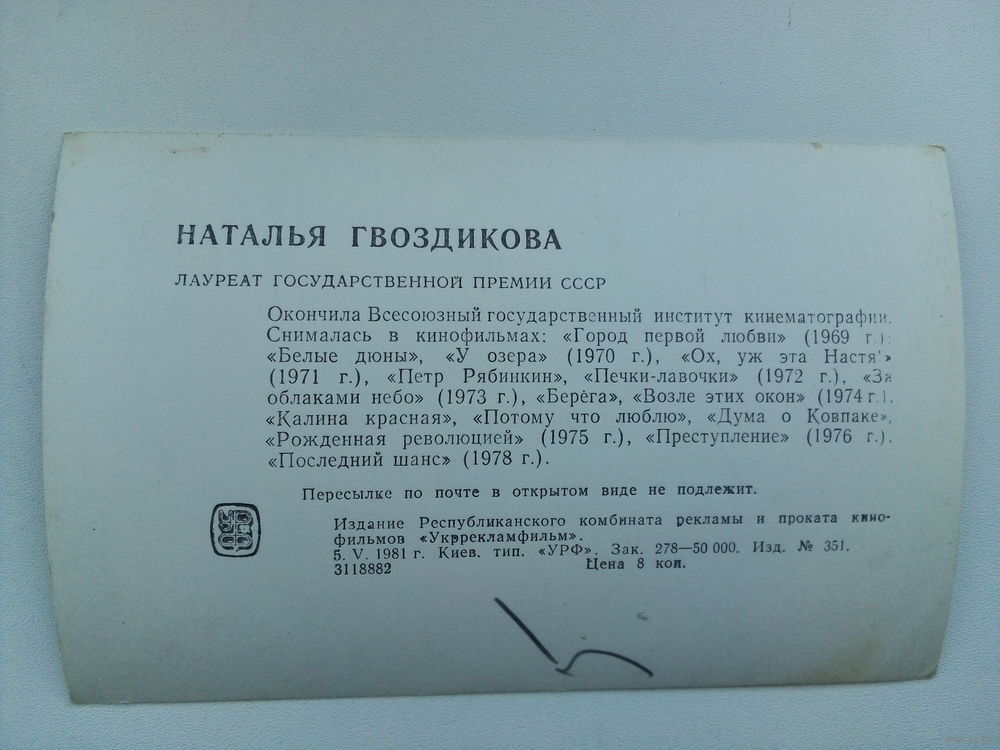 НАТАЛЬЯ ГВОЗДИКОВА
ЛАУРЕАТ ГОСУДАРСТВЕННОЙ ПРЕМИИ СССР
Окончила Всесоюзный государственный институт кинематографии.
Снималась в кинофильмах: «Город первой любви» (1969 г.):
«Белые дюны», «У озера» (1970 г.), «Ох, уж эта Настя!»
(1971 г.), «Петр Рябинкин», «Печки-лавочки» (1972 г.), «За
облаками небо» (1973 г.), «Берега», «Возле этих окон» (1974 г.),
«Калина красная», «Потому что люблю», «Дума о Ковпаке»,
«Рожденная революцией» (1975 г.), «Преступление» (1976 г.).
«Последний шанс» (1978 г.).
Пересылке по почте в открытом виде не подлежит.
Издание Республиканского комбината рекламы и проката кино-
фильмов «Укррекламфильм».
5. V. 1981 г. Киев. тип. «УРФ». Зак. 278—50 000. Изд. № 351.
3118882 Цена 8 коп.